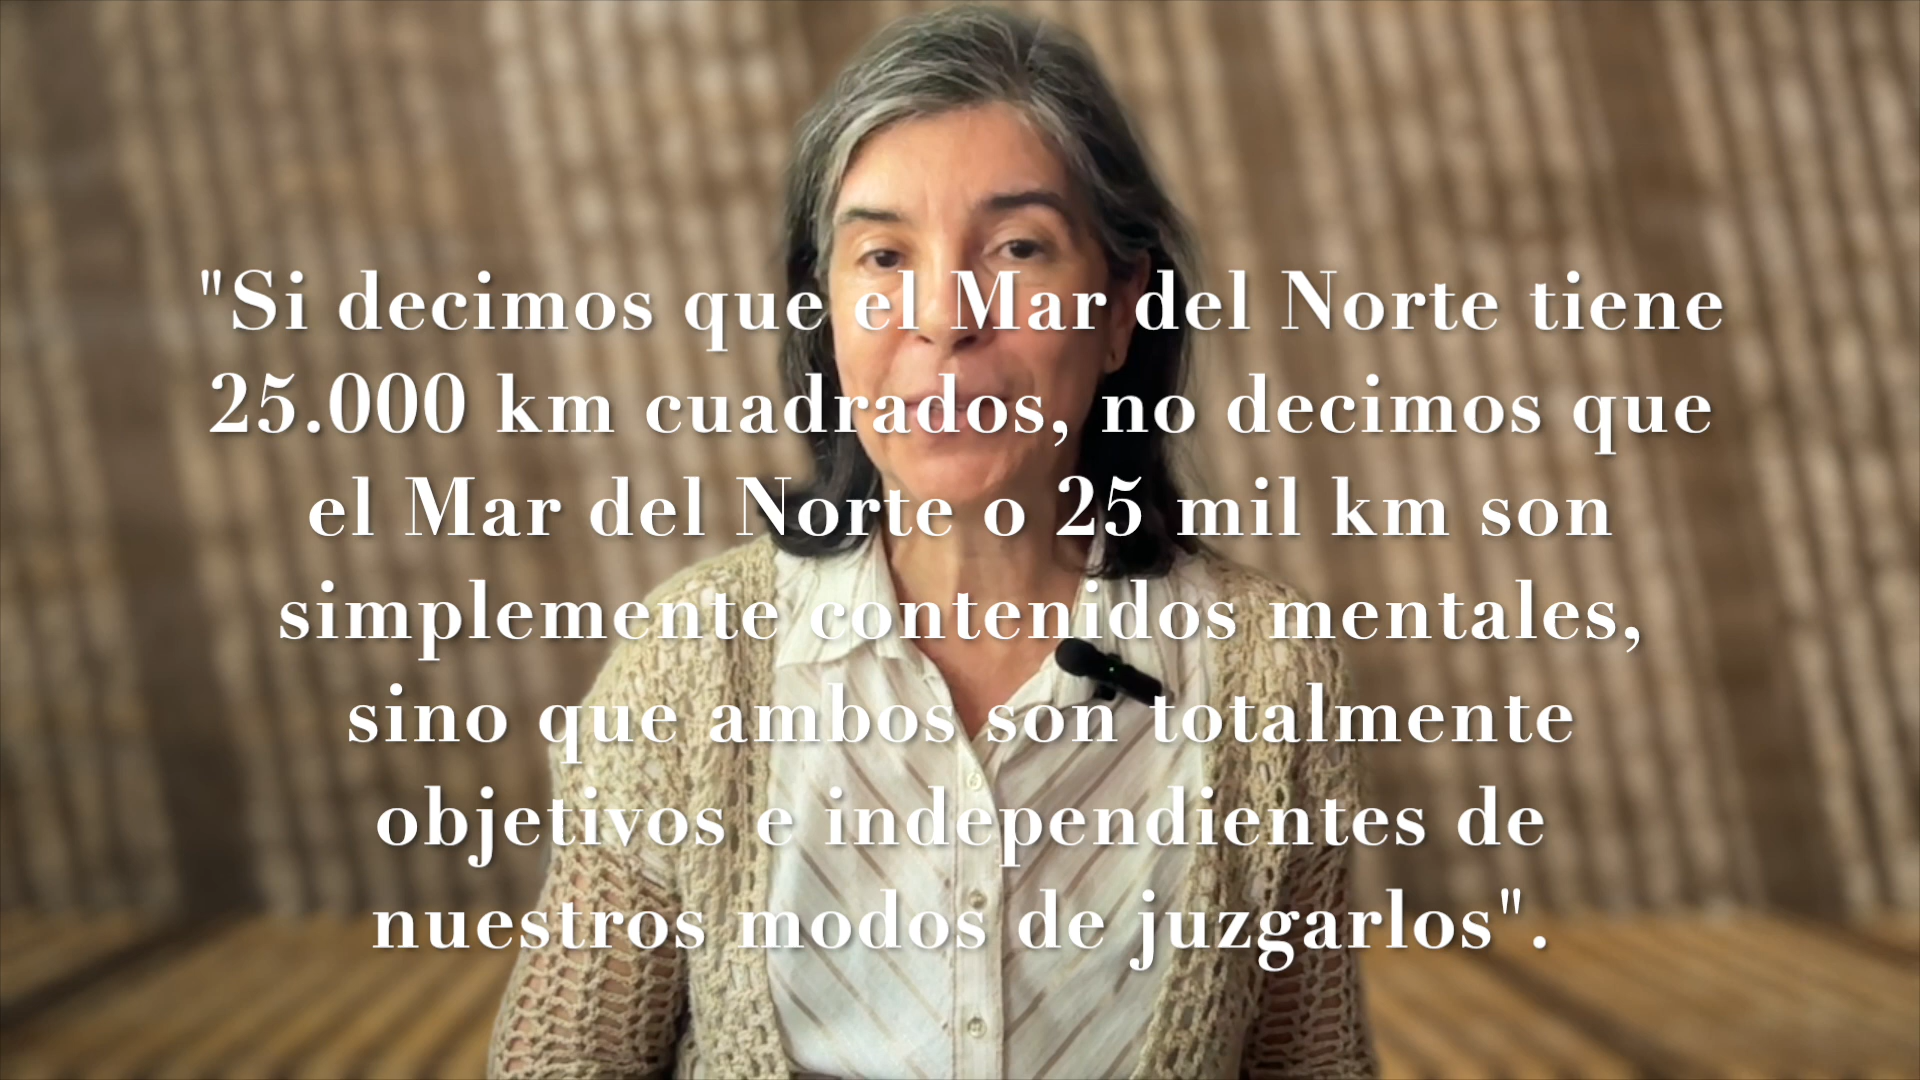 "Si decimos que el Mar del Norte tiene
25.000 km cuadrados, no decimos que
el Mar del Norte o 25 mil km son
simplemente contenidos mentales,
sino que ambos son totalmente
objetivos e independientes de
nuestros modos de juzgarlos".